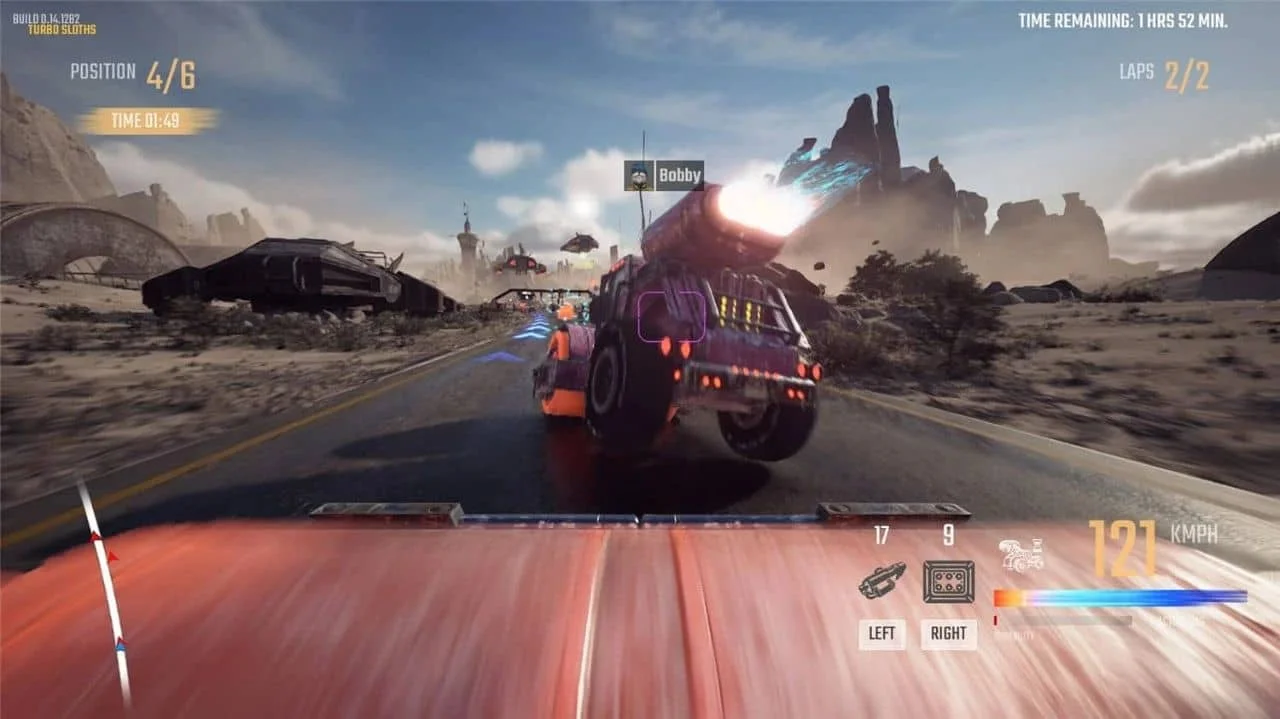 BUILD 0.14.1282
TURBO SLOTHS
TIME REMAINING: 1 HRS 52 MIN.
POSITION 4/6
LAPS 2/2
TIME 01:49
Bobby
17 9
121 KMPH
LEFT RIGHT